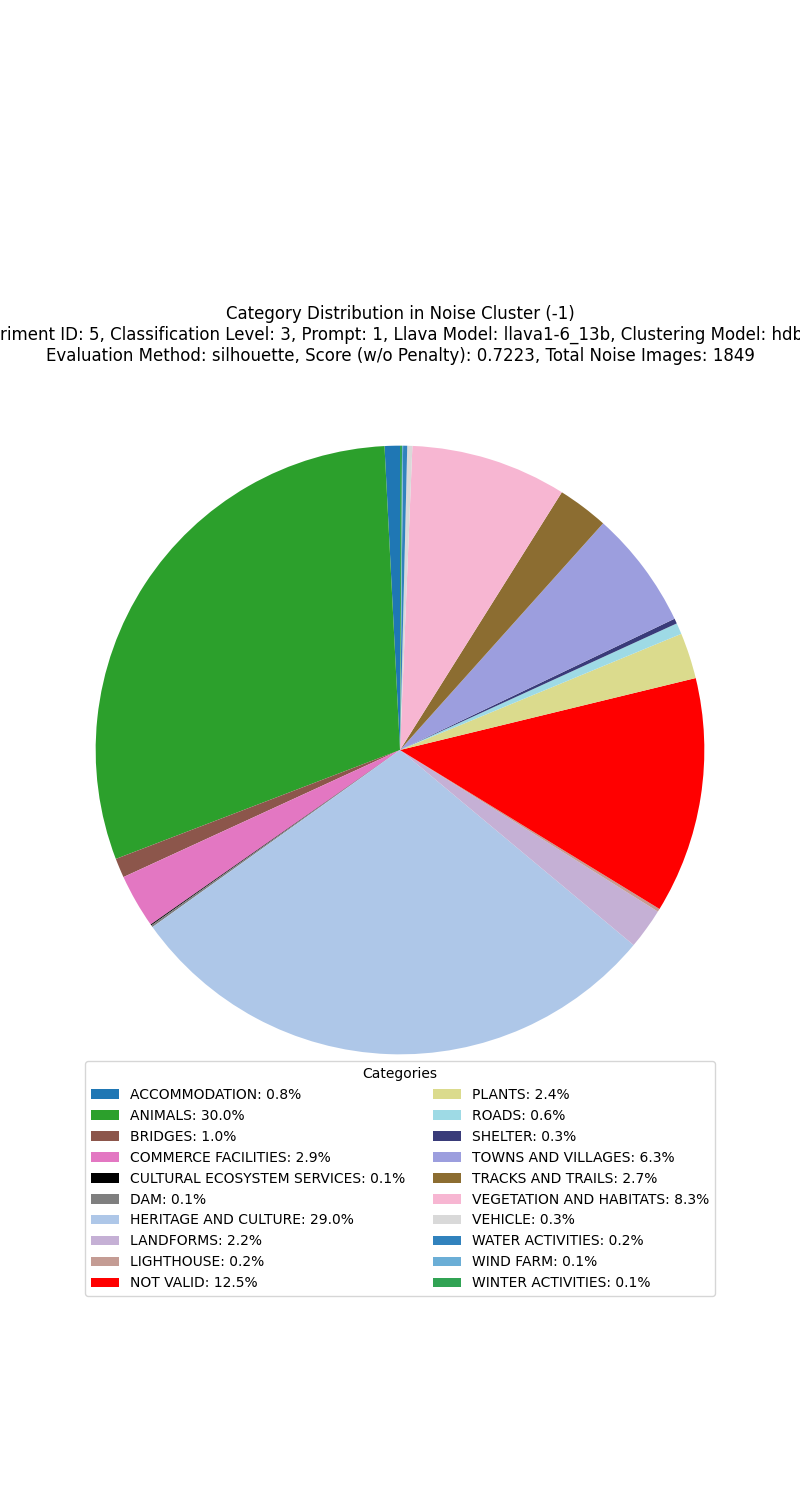 Category Distribution in Noise Cluster (-1)
riment ID: 5, Classification Level: 3, Prompt: 1, Llava Model: llava1-6_13b, Clustering Model: hdb
Evaluation Method: silhouette, Score (w/o Penalty): 0.7223, Total Noise Images: 1849
Categories
ACCOMMODATION: 0.8%
ANIMALS: 30.0%
BRIDGES: 1.0%
COMMERCE FACILITIES: 2.9%
CULTURAL ECOSYSTEM SERVICES: 0.1%
DAM: 0.1%
HERITAGE AND CULTURE: 29.0%
LANDFORMS: 2.2%
LIGHTHOUSE: 0.2%
NOT VALID: 12.5%
PLANTS: 2.4%
ROADS: 0.6%
SHELTER: 0.3%
TOWNS AND VILLAGES: 6.3%
TRACKS AND TRAILS: 2.7%
VEGETATION AND HABITATS: 8.3%
VEHICLE: 0.3%
WATER ACTIVITIES: 0.2%
WIND FARM: 0.1%
WINTER ACTIVITIES: 0.1%